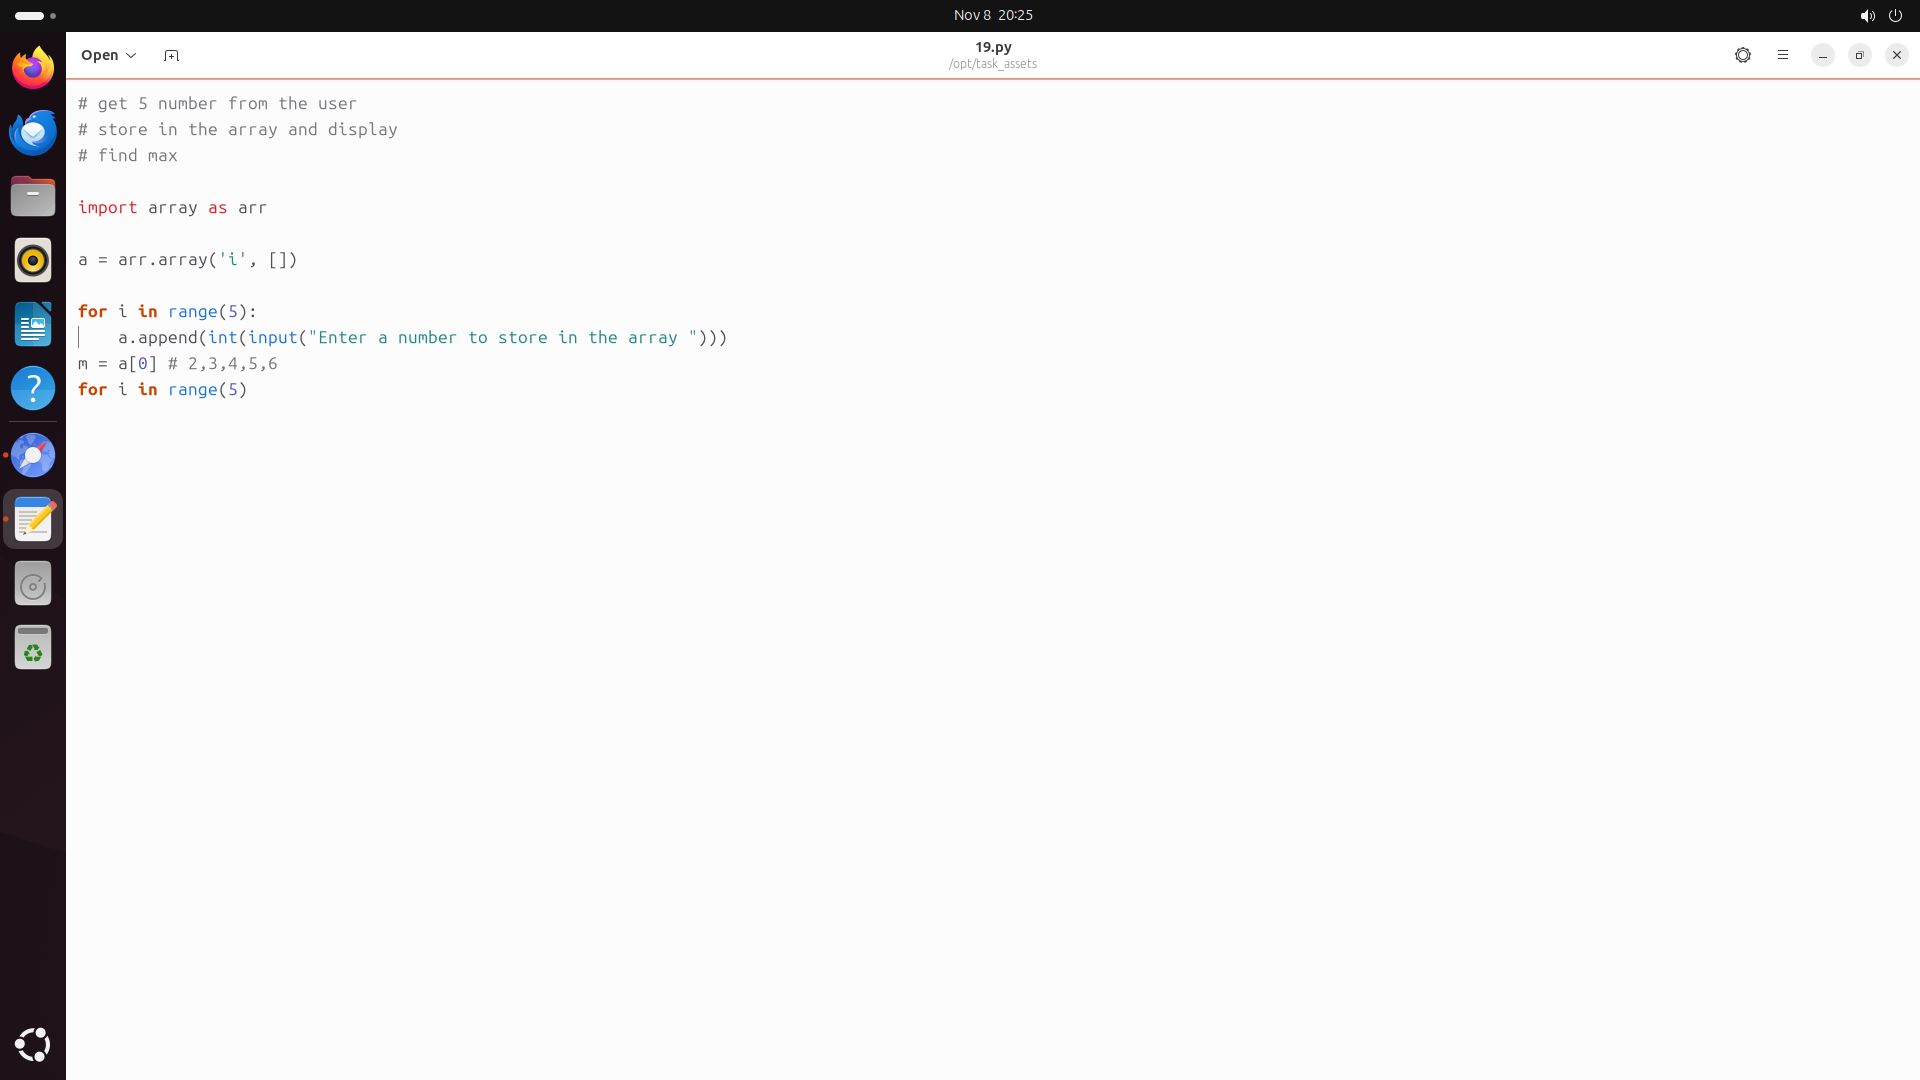 Nov 8 20:25
Open
19.py
/opt/task_assets
# get 5 number from the user
# store in the array and display
# find max
import array as arr
a = arr.array('i', [])
for i in range(5):
    a.append(int(input("Enter a number to store in the array ")))
m = a[0] # 2,3,4,5,6
for i in range(5)